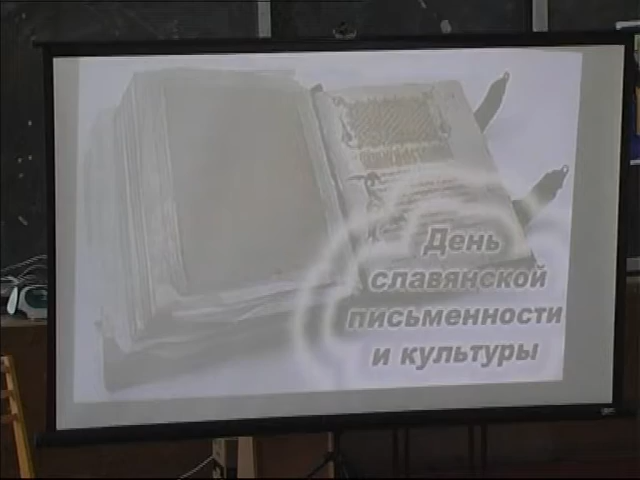 День
славянской
письменности
и культуры